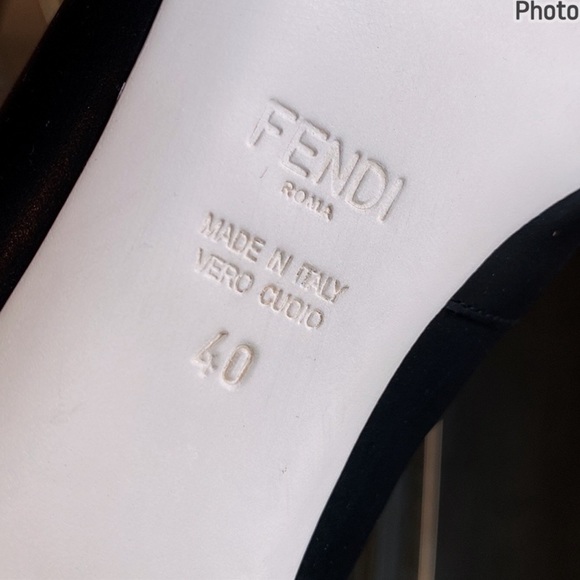 Photo
FENDI
ROMA
MADE IN ITALY
VERO CUOIO
40